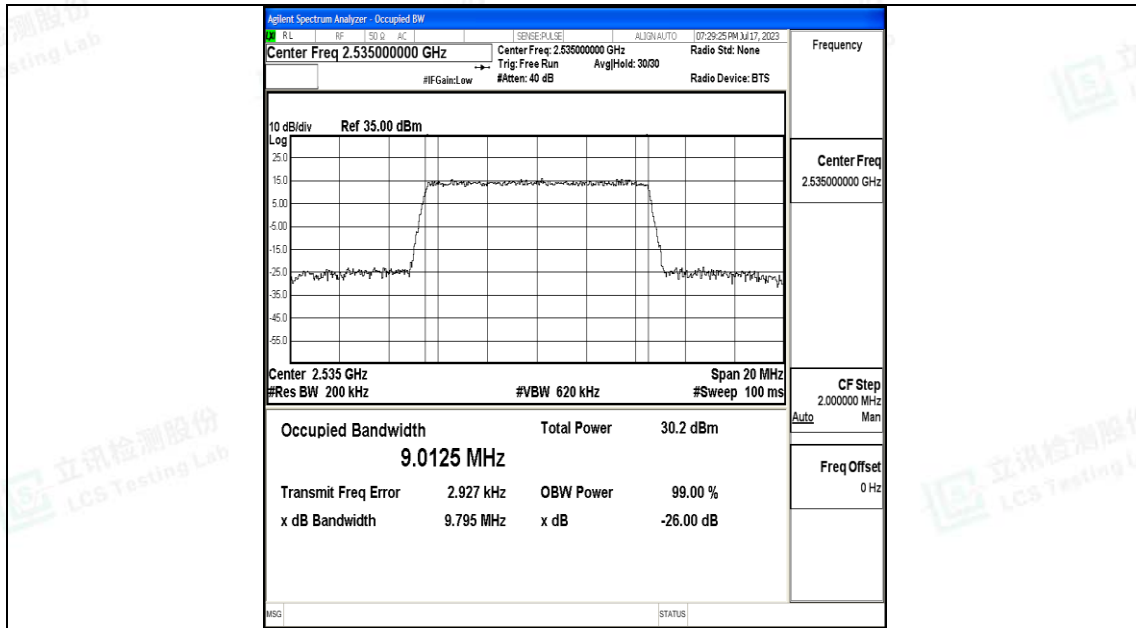 Agilent Spectrum Analyzer - Occupied BW
LXI RL RF 50 Ω AC SENSE:PULSE ALIGNAUTO 07:29:25 PM Jul 17, 2023
Center Freq 2.535000000 GHz Center Freq: 2.535000000 GHz Radio Std: None
Trig: Free Run Avg|Hold: 30/30
#IFGain:Low #Atten: 40 dB Radio Device: BTS
10 dB/div Ref 35.00 dBm
Log
25.0
15.0
5.00
-5.00
-15.0
-25.0
-35.0
-45.0
-55.0
Center 2.535 GHz Span 20 MHz
#Res BW 200 kHz #VBW 620 kHz #Sweep 100 ms
Occupied Bandwidth Total Power 30.2 dBm
9.0125 MHz
Transmit Freq Error 2.927 kHz OBW Power 99.00 %
x dB Bandwidth 9.795 MHz x dB -26.00 dB
MSG STATUS
Frequency
Center Freq
2.535000000 GHz
CF Step
2.000000 MHz
Auto Man
Freq Offset
0 Hz
立讯检测股份
LCS Testing Lab
立讯检测股份
LCS Testing